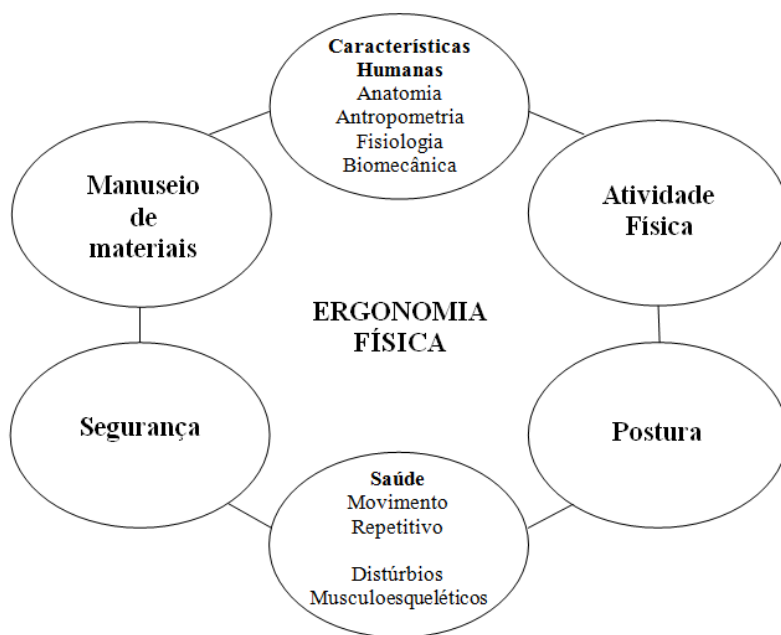 Característísticas
Humanas
Anatomia
Antropometria
Fisiologia
Biomecânica
Manuseio
de
materiais
Atividade
Física
ERGONOMIA
FÍSICA
Segurança
Postura
Saúde
Movimento
Repetitivo
Distúrbios
Musculoesqueléticos